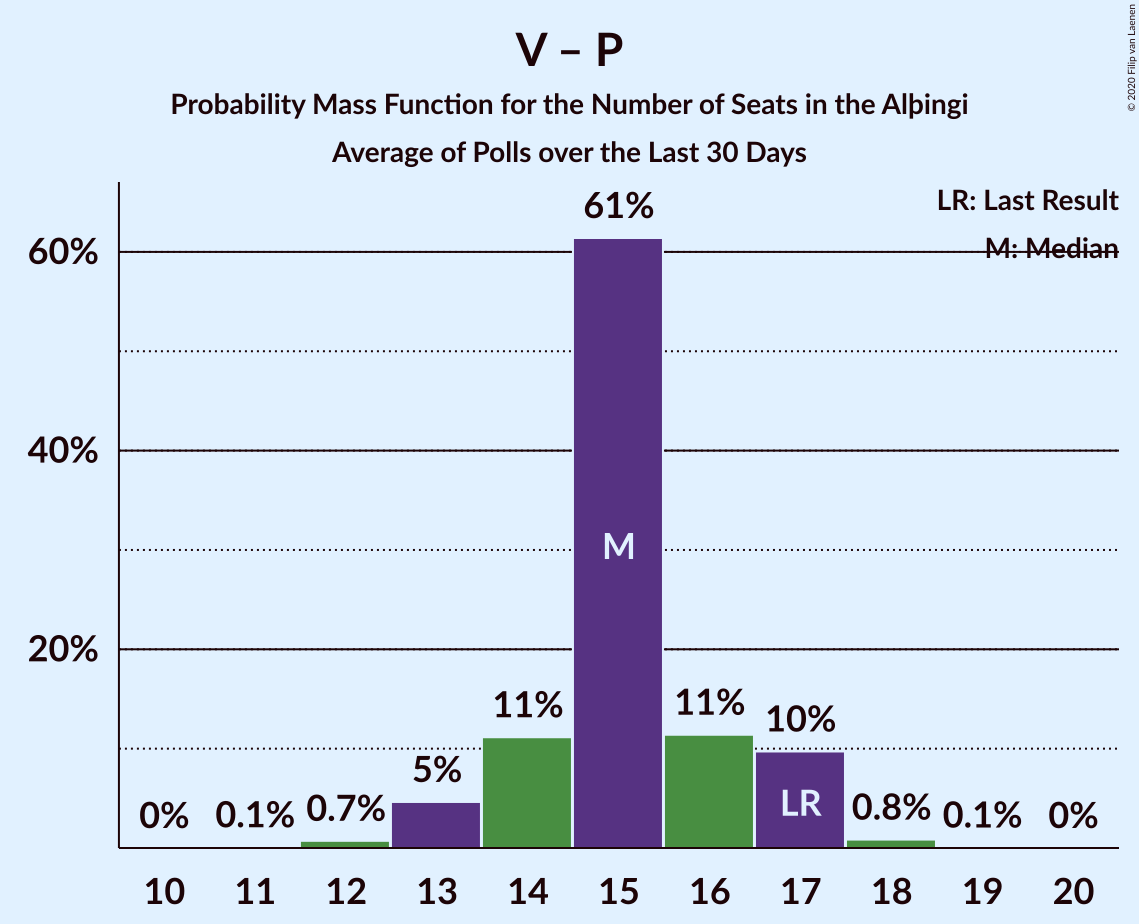 V – P
Probability Mass Function for the Number of Seats in the Alþingi
Average of Polls over the Last 30 Days
© 2020 Filip van Laenen
LR: Last Result
M: Median
60%
40%
20%
0%
0.1%
0.7%
5%
11%
61%
11%
10%
0.8%
0.1%
0%
M
LR
10 11 12 13 14 15 16 17 18 19 20